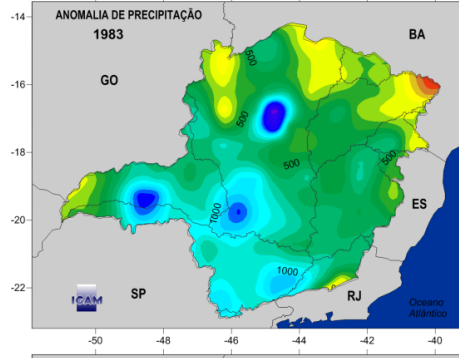 ANOMALIA DE PRECIPITAÇÃO
1983
BA
GO
ES
SP
RJ
Oceano
Atlântico
IGAM
500
500
500
500
1000
1000
-14
-16
-18
-20
-22
-50
-48
-46
-44
-42
-40